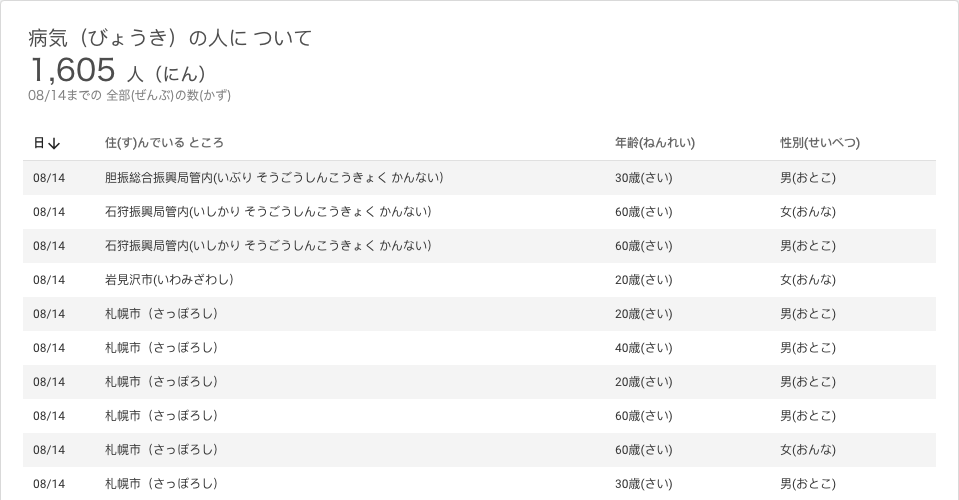 病気（びょうき）の人に ついて
1,605 人（にん）
08/14までの 全部(ぜんぶ)の数(かず)
日↓ 住(す)んでいる ところ 年齢(ねんれい) 性別(せいべつ)
08/14 胆振総合振興局管内(いぶり そうごうしんこうきょく かんない） 30歳(さい) 男(おとこ)
08/14 石狩振興局管内(いしかり そうごうしんこうきょく かんない） 60歳(さい) 女(おんな)
08/14 石狩振興局管内(いしかり そうごうしんこうきょく かんない） 60歳(さい) 男(おとこ)
08/14 岩見沢市(いわみざわし） 20歳(さい) 女(おんな)
08/14 札幌市（さっぽろし） 20歳(さい) 男(おとこ)
08/14 札幌市（さっぽろし） 40歳(さい) 男(おとこ)
08/14 札幌市（さっぽろし） 20歳(さい) 男(おとこ)
08/14 札幌市（さっぽろし） 60歳(さい) 男(おとこ)
08/14 札幌市（さっぽろし） 60歳(さい) 女(おんな)
08/14 札幌市（さっぽろし） 30歳(さい) 男(おとこ)